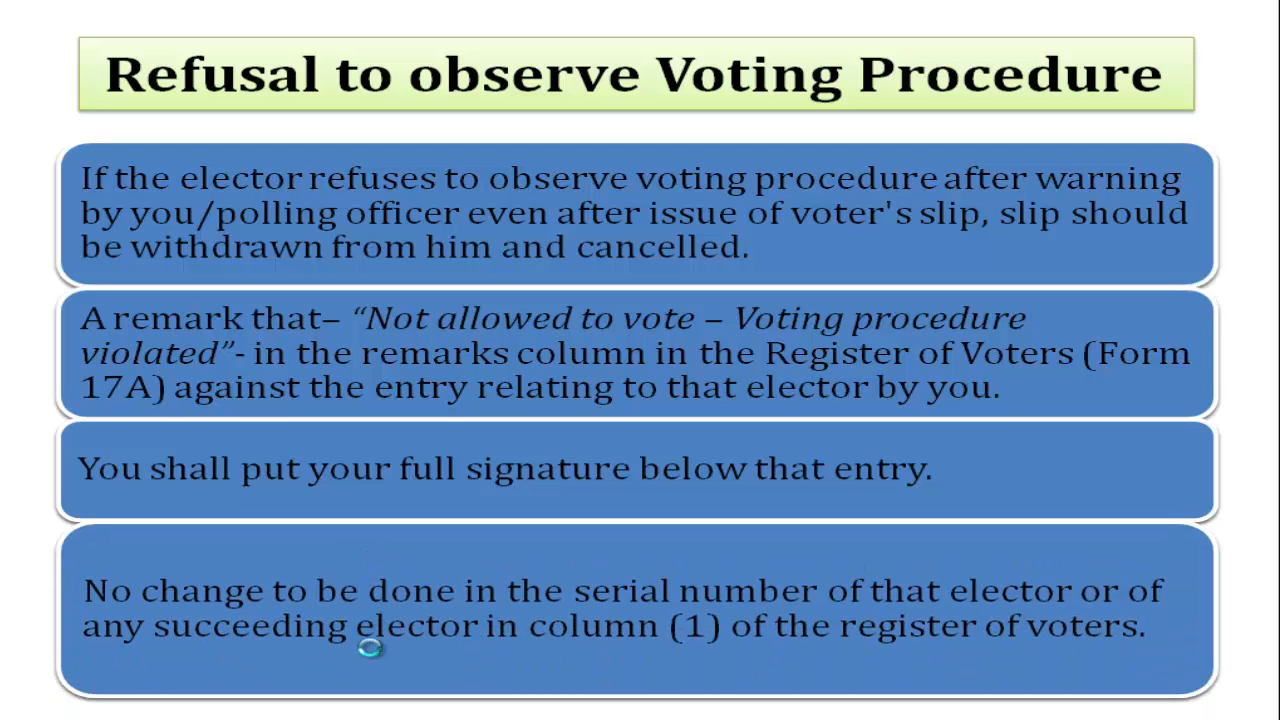 Refusal to observe Voting Procedure
If the elector refuses to observe voting procedure after warning
by you/polling officer even after issue of voter's slip, slip should
be withdrawn from him and cancelled.
A remark that– “Not allowed to vote – Voting procedure
violated”- in the remarks column in the Register of Voters (Form
17A) against the entry relating to that elector by you.
You shall put your full signature below that entry.
No change to be done in the serial number of that elector or of
any succeeding elector in column (1) of the register of voters.